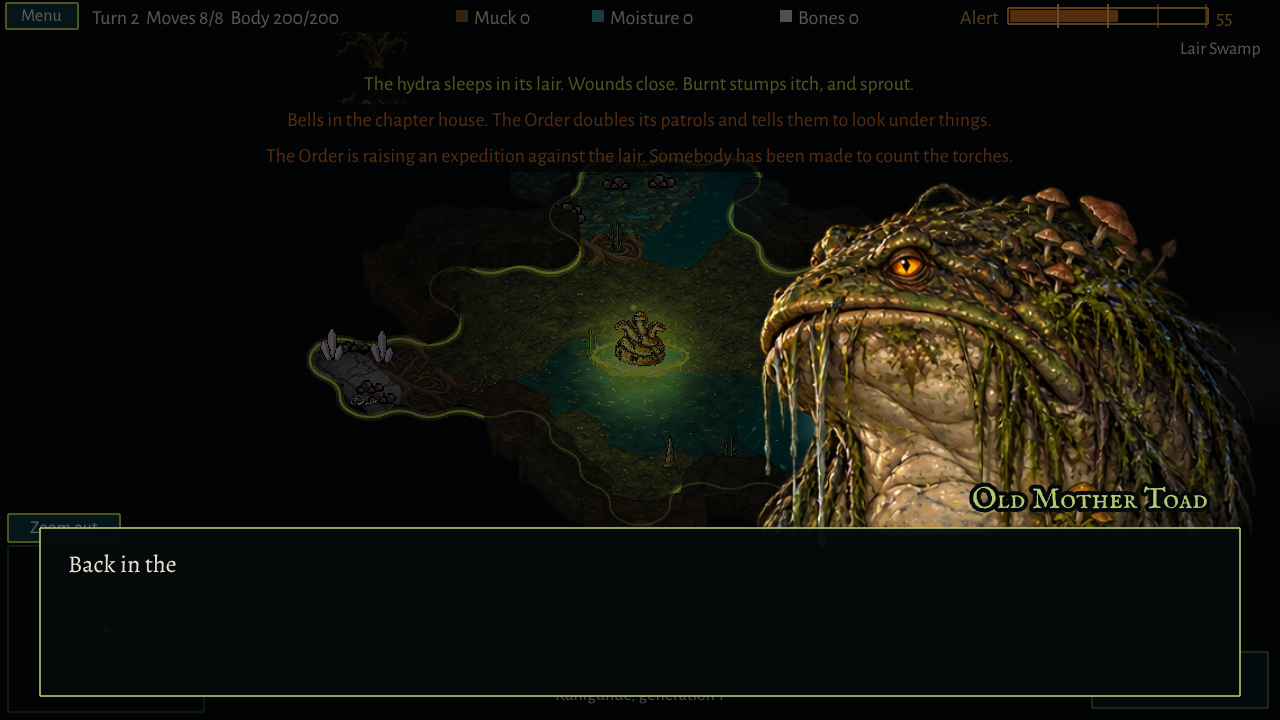 Menu
Turn 2 Moves 8/8 Body 200/200
Muck 0
Moisture 0
Bones 0
Alert
55
Lair Swamp
The hydra sleeps in its lair. Wounds close. Burnt stumps itch, and sprout.
Bells in the chapter house. The Order doubles its patrols and tells them to look under things.
The Order is raising an expedition against the lair. Somebody has been made to count the torches.
Old Mother Toad
Zoom out
Back in the